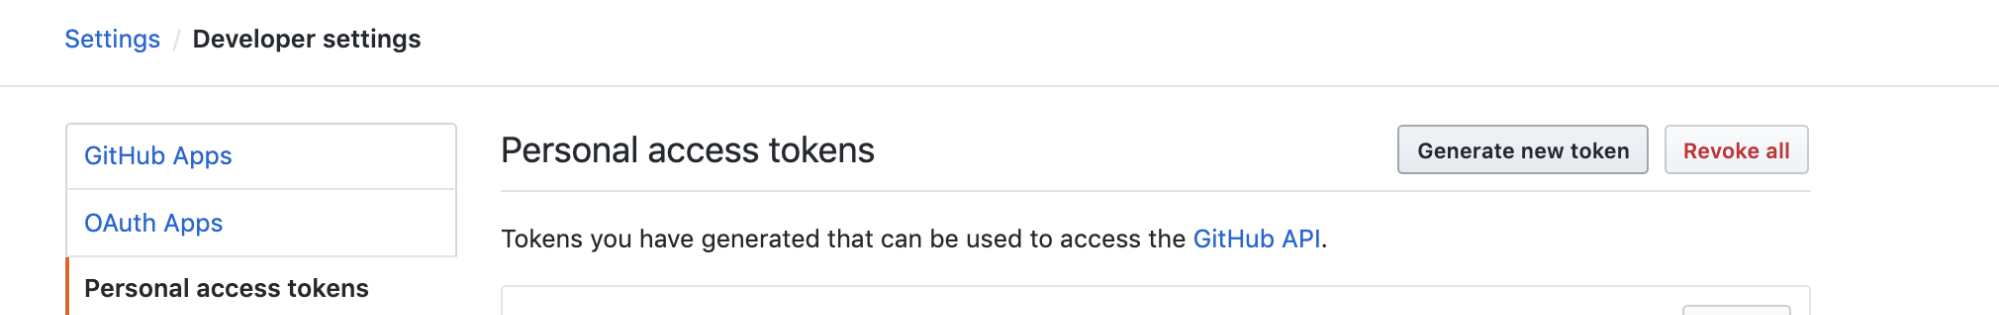 Settings / Developer settings
GitHub Apps
OAuth Apps
Personal access tokens
Personal access tokens
Generate new token
Revoke all
Tokens you have generated that can be used to access the GitHub API.